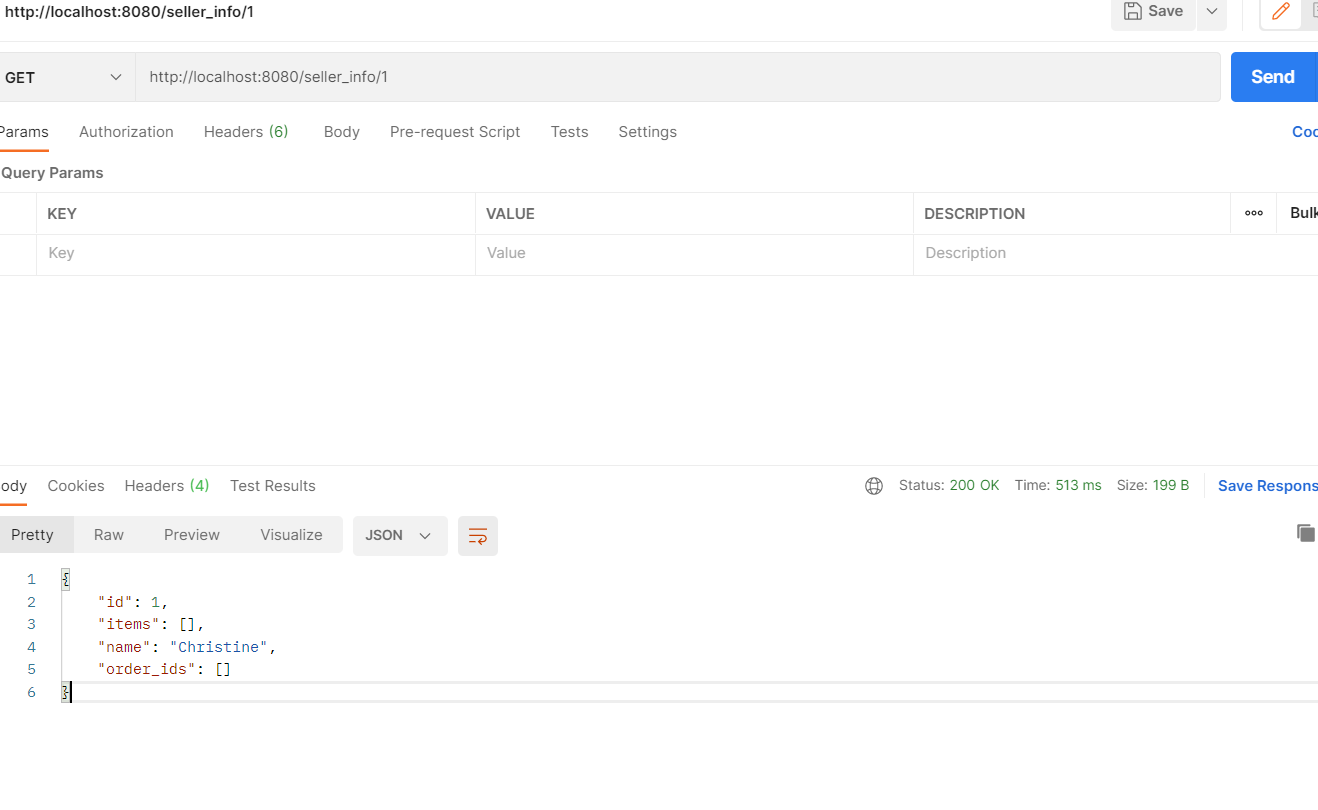 http://localhost:8080/seller_info/1
Save
GET
http://localhost:8080/seller_info/1
Send
Params Authorization Headers (6) Body Pre-request Script Tests Settings
Query Params
KEY VALUE DESCRIPTION
Key Value Description
Cookies Headers (4) Test Results
Status: 200 OK Time: 513 ms Size: 199 B Save Respons
Pretty Raw Preview Visualize JSON
1 {
2 "id": 1,
3 "items": [],
4 "name": "Christine",
5 "order_ids": []
6 }